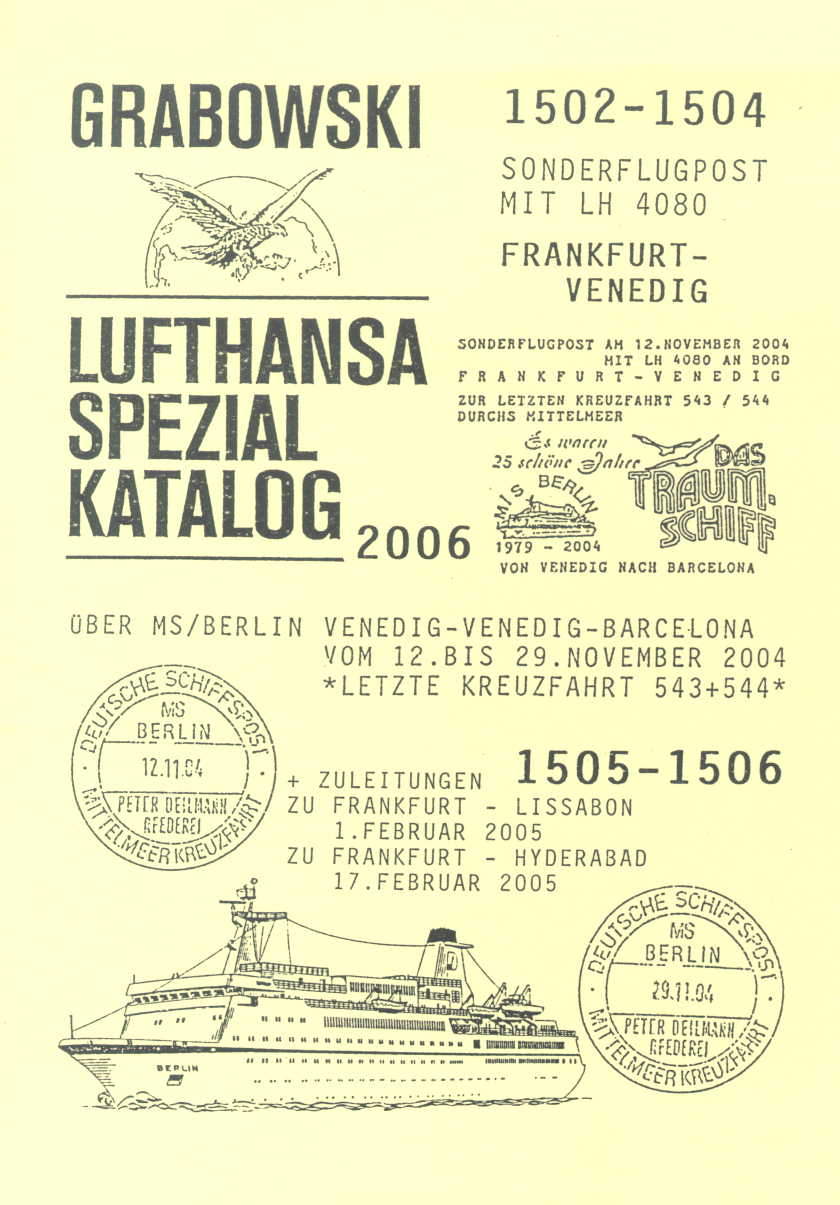 GRABOWSKI
LUFTHANSA
SPEZIAL
KATALOG 2006
1502-1504
SONDERFLUGPOST
MIT LH 4080
FRANKFURT-
VENEDIG
SONDERFLUGPOST AM 12.NOVEMBER 2004
MIT LH 4080 AN BORD
FRANKFURT-VENEDIG
ZUR LETZTEN KREUZFAHRT 543 / 544
DURCHS MITTELMEER
Es waren
25 schöne Jahre
M/S BERLIN
1979 - 2004
DAS
TRAUM-
SCHIFF
VON VENEDIG NACH BARCELONA
ÜBER MS/BERLIN VENEDIG-VENEDIG-BARCELONA
VOM 12.BIS 29.NOVEMBER 2004
*LETZTE KREUZFAHRT 543+544*
DEUTSCHE SCHIFFSPOST
MS
BERLIN
12.11.04
PETER DEILMANN
REEDEREI
MITTELMEER KREUZFAHRT
1505-1506
+ ZULEITUNGEN
ZU FRANKFURT - LISSABON
1.FEBRUAR 2005
ZU FRANKFURT - HYDERABAD
17.FEBRUAR 2005
BERLIN
DEUTSCHE SCHIFFSPOST
MS
BERLIN
29.11.04
PETER DEILMANN
REEDEREI
MITTELMEER KREUZFAHRT